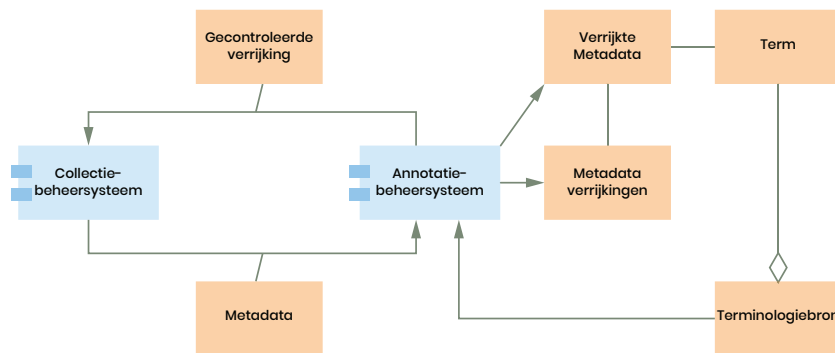 Gecontroleerde
verrijking
Verrijkte
Metadata
Term
Collectie-
beheersysteem
Annotatie-
beheersysteem
Metadata
verrijkingen
Metadata
Terminologiebron